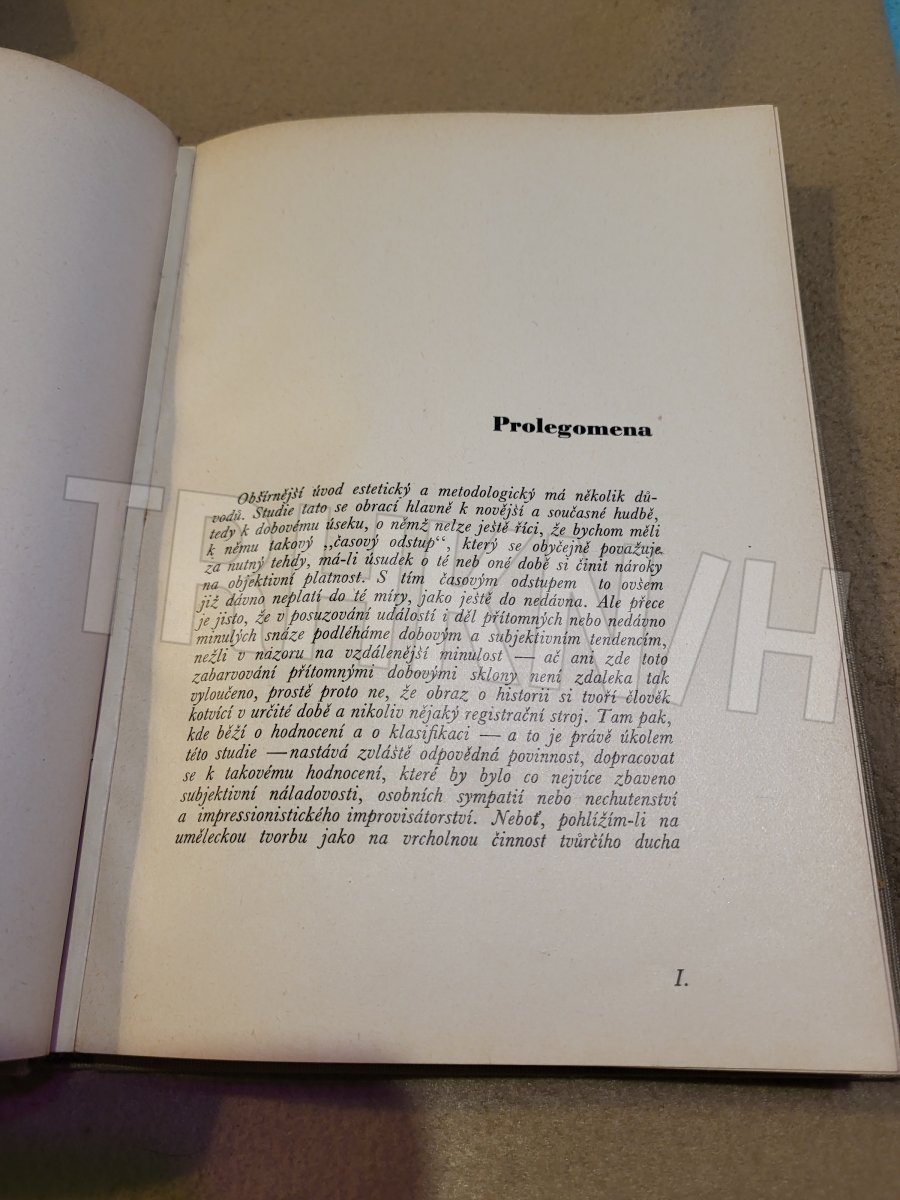 Prolegomena
Obšírnější úvod estetický a metodologický má několik dů-
vodů. Studie tato se obrací hlavně k novější a současné hudbě,
tedy k dobovému úseku, o němž nelze ještě říci, že bychom měli
k němu takový „časový odstup“, který se obyčejně považuje
za nutný tehdy, má-li úsudek o té neb oné době si činit nároky
na objektivní platnost. S tím časovým odstupem to ovšem
již dávno neplatí do té míry, jako ještě do nedávna. Ale přece
je jisto, že v posuzování událostí i děl přítomných nebo nedávno
minulých snáze podléháme dobovým a subjektivním tendencím,
nežli v názoru na vzdálenější minulost — ač ani zde toto
zabarvování přítomnými dobovými sklony není zdaleka tak
vyloučeno, prostě proto ne, že obraz o historii si tvoří člověk
kotvící v určité době a nikoliv nějaký registrační stroj. Tam pak,
kde běží o hodnocení a o klasifikaci — a to je právě úkolem
této studie — nastává zvláště odpovědná povinnost, dopracovat
se k takovému hodnocení, které by bylo co nejvíce zbaveno
subjektivní náladovosti, osobních sympatií nebo nechutenství
a impressionistického improvisátorství. Neboť, pohlížím-li na
uměleckou tvorbu jako na vrcholnou činnost tvůrčího ducha
I.